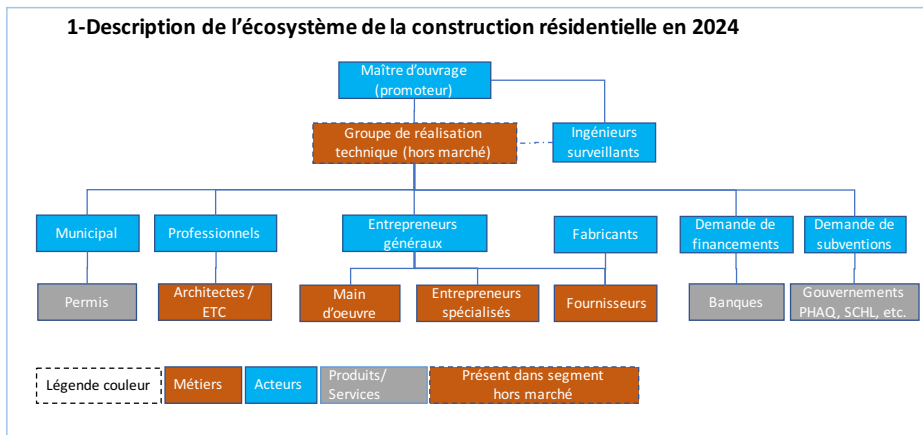 1-Description de l'écosystème de la construction résidentielle en 2024
Maître d'ouvrage
(promoteur)
Groupe de réalisation
technique (hors marché)
Ingénieurs
surveillants
Municipal
Professionnels
Entrepreneurs
généraux
Fabricants
Demande de
financements
Demande de
subventions
Permis
Architectes /
ETC
Main
d'oeuvre
Entrepreneurs
spécialisés
Fournisseurs
Banques
Gouvernements
PHAQ, SCHL, etc.
Légende couleur
Métiers
Acteurs
Produits/
Services
Présent dans segment
hors marché